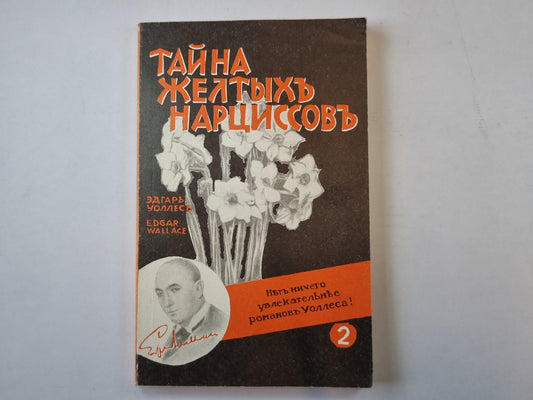 ТАЙНА
ЖЕЛТЫХЪ
НАРЦИССОВЪ
ЭДГАРЪ
УОЛЛЕСЪ
EDGAR
WALLACE
Нѣтъ ничего
увлекательнѣе
романовъ Уоллеса!
2